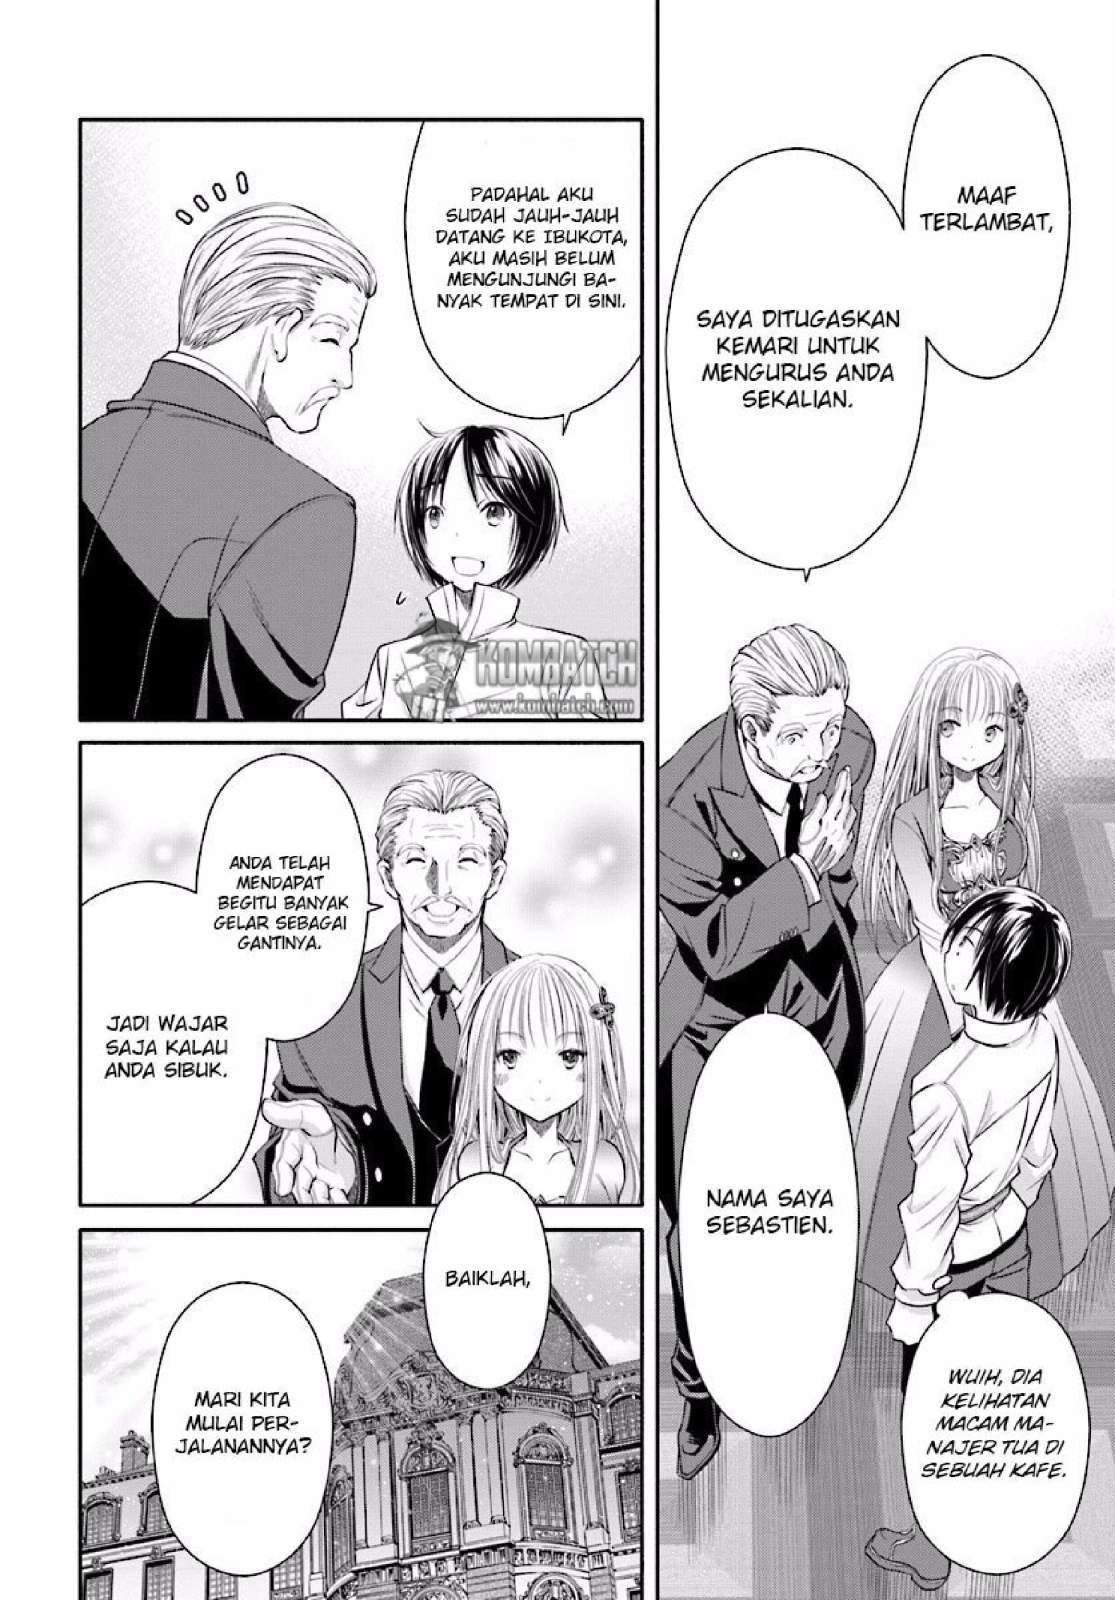 MAAF
TERLAMBAT,
SAYA DITUGASKAN
KEMARI UNTUK
MENGURUS ANDA
SEKALIAN.
NAMA SAYA
SEBASTIEN.
WUIH, DIA
KELIHATAN
MACAM MA-
NAJER TUA DI
SEBUAH KAFE.
PADAHAL AKU
SUDAH JAUH-JAUH
DATANG KE IBUKOTA,
AKU MASIH BELUM
MENGUNJUNGI BA-
NYAK TEMPAT DI SINI.
KOMBATCH
www.kombatch.com
ANDA TELAH
MENDAPAT
BEGITU BANYAK
GELAR SEBAGAI
GANTINYA.
JADI WAJAR
SAJA KALAU
ANDA SIBUK.
BAIKLAH,
MARI KITA
MULAI PER-
JALANANNYA?